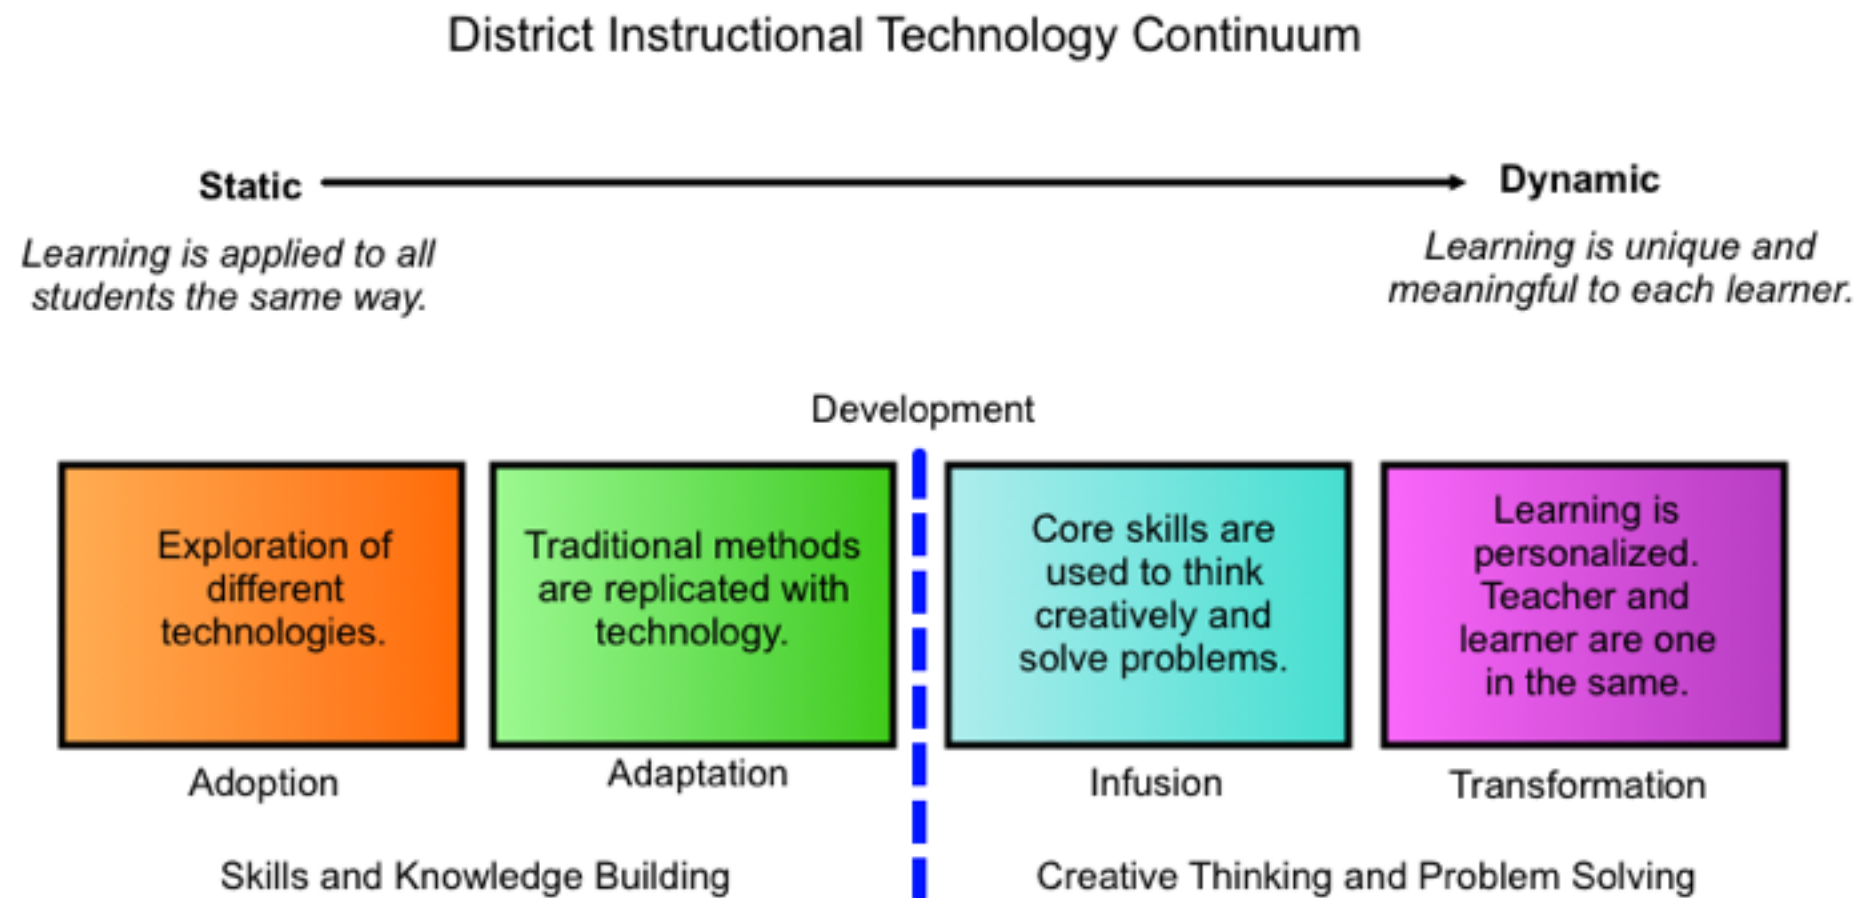 District Instructional Technology Continuum
Static
Dynamic
Learning is applied to all
students the same way.
Learning is unique and
meaningful to each learner.
Development
Exploration of
different
technologies.
Traditional methods
are replicated with
technology.
Core skills are
used to think
creatively and
solve problems.
Learning is
personalized.
Teacher and
learner are one
in the same.
Adoption
Adaptation
Infusion
Transformation
Skills and Knowledge Building
Creative Thinking and Problem Solving